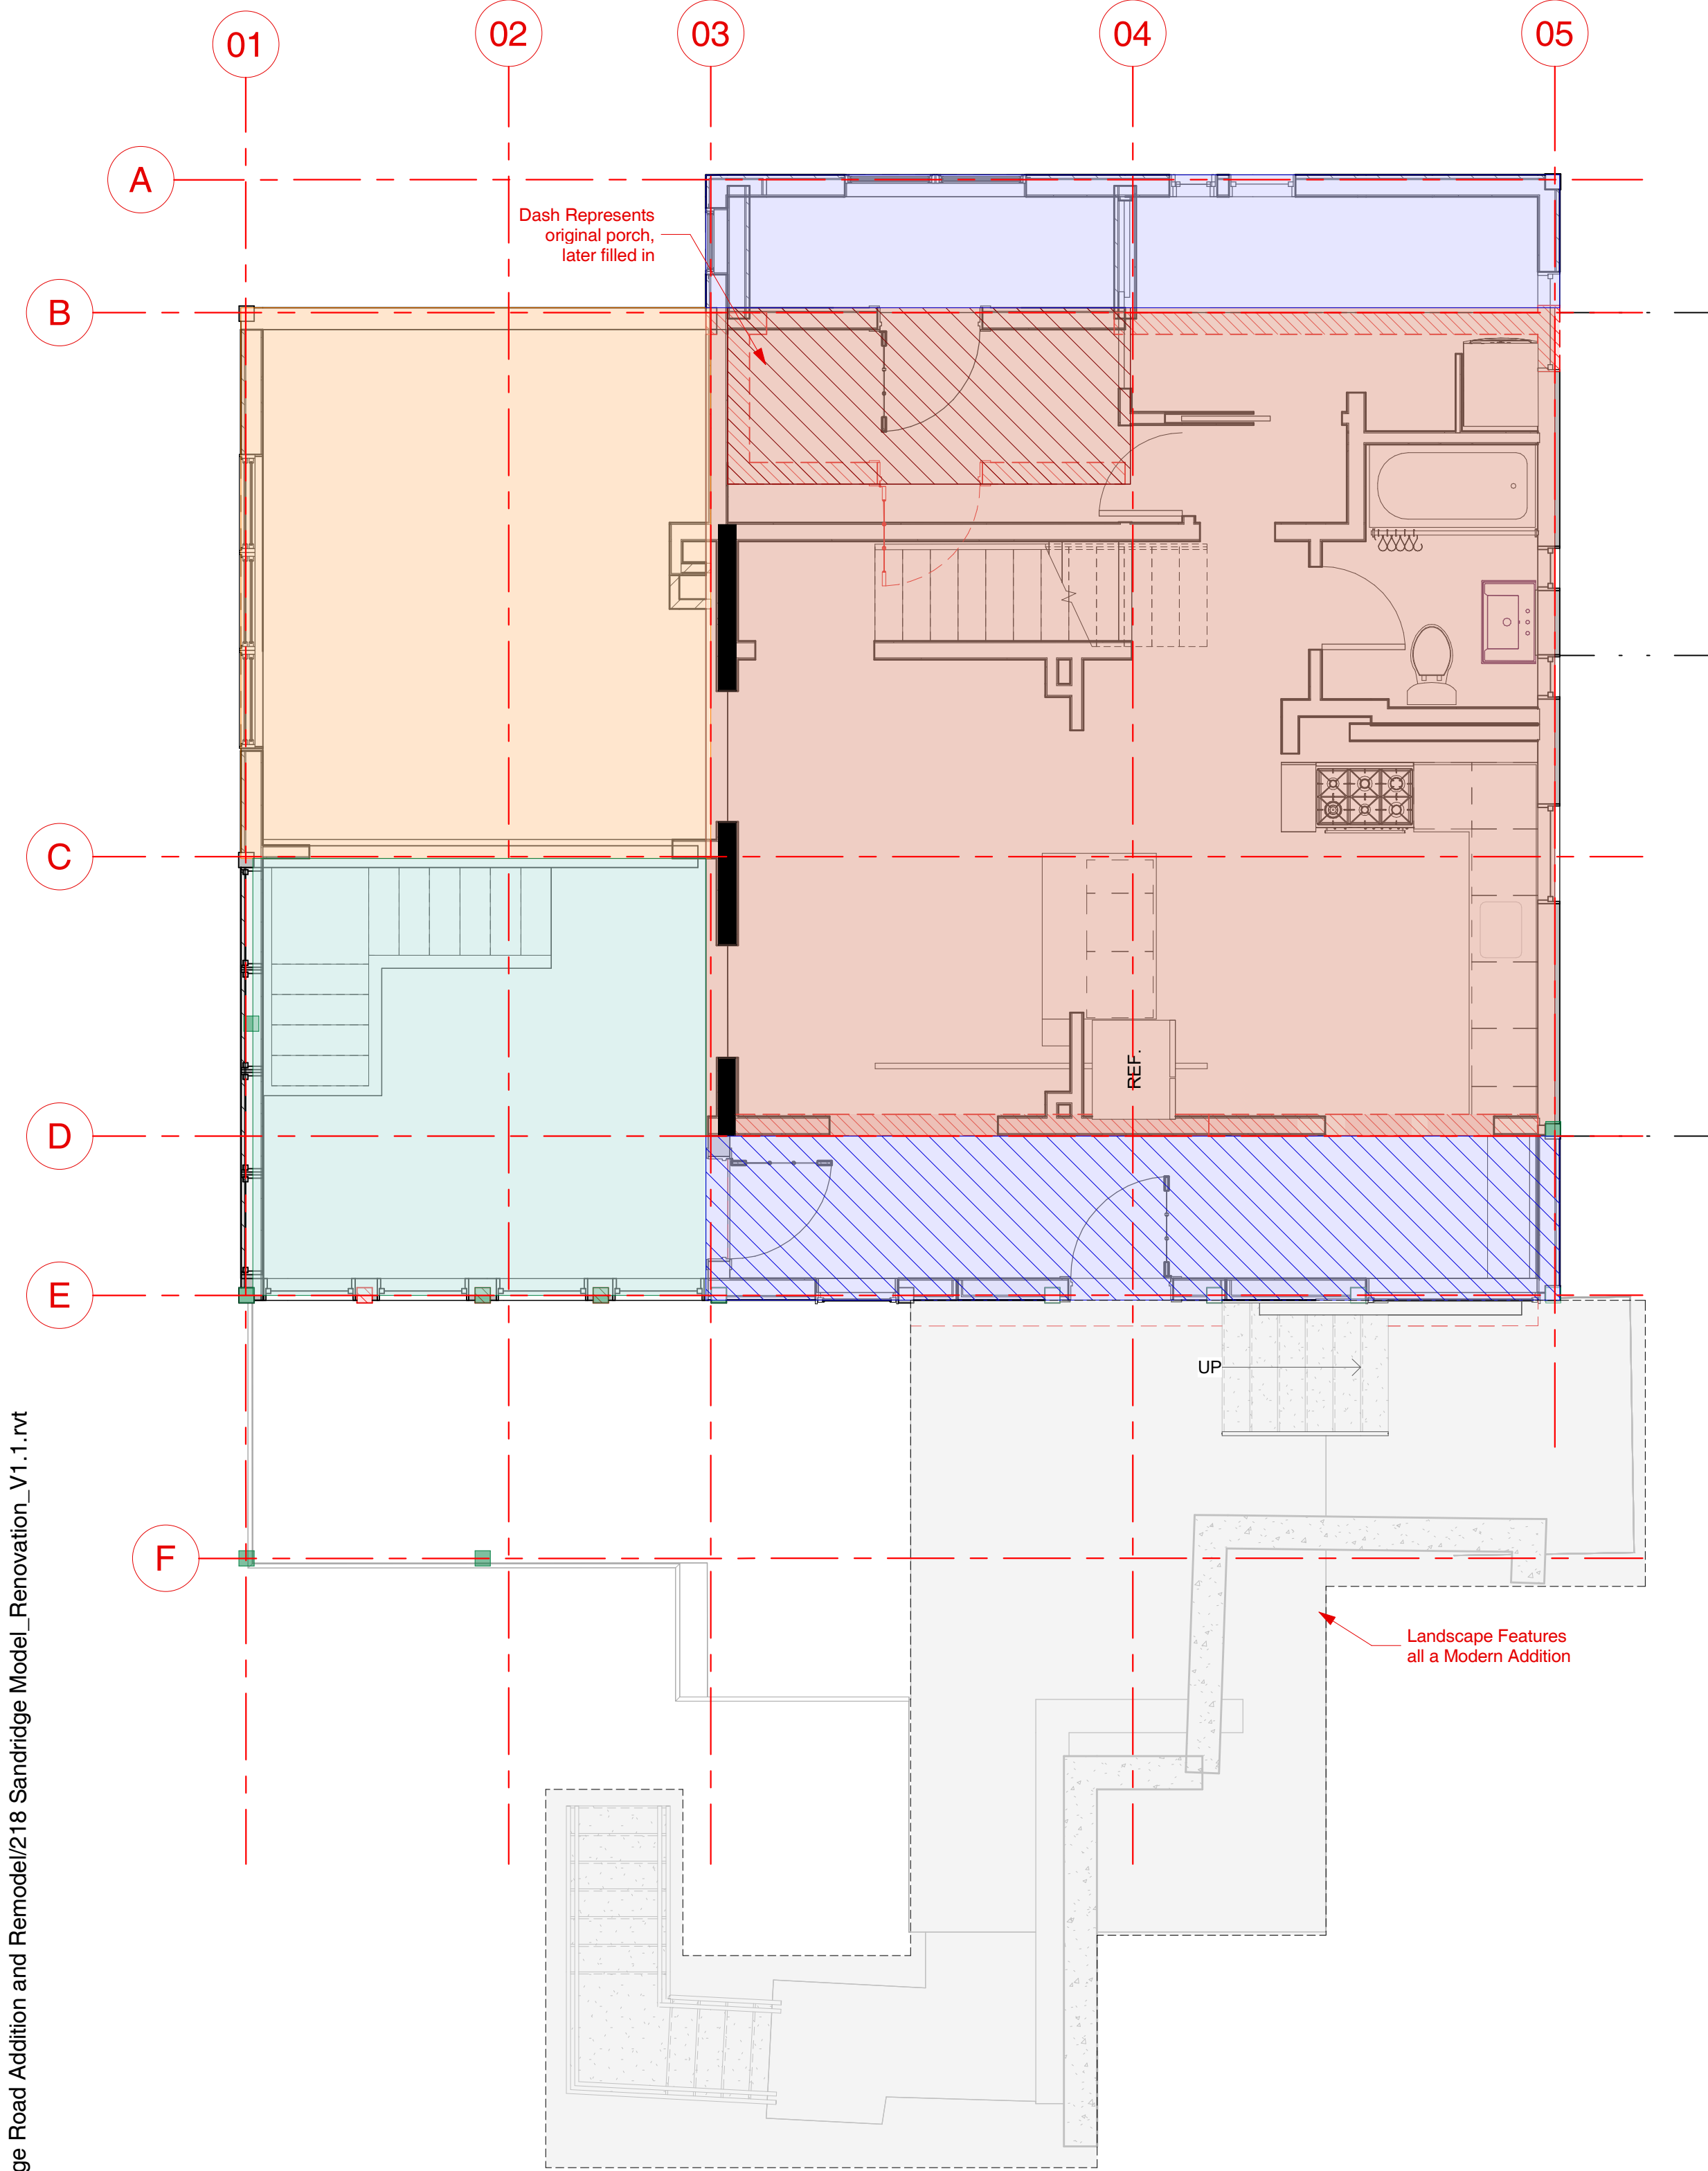 01
02
03
04
05
A
Dash Represents
original porch,
later filled in
B
C
REF.
D
E
UP
F
Landscape Features
all a Modern Addition
ge Road Addition and Remodel/218 Sandridge Model_Renovation_V1.1.rvt